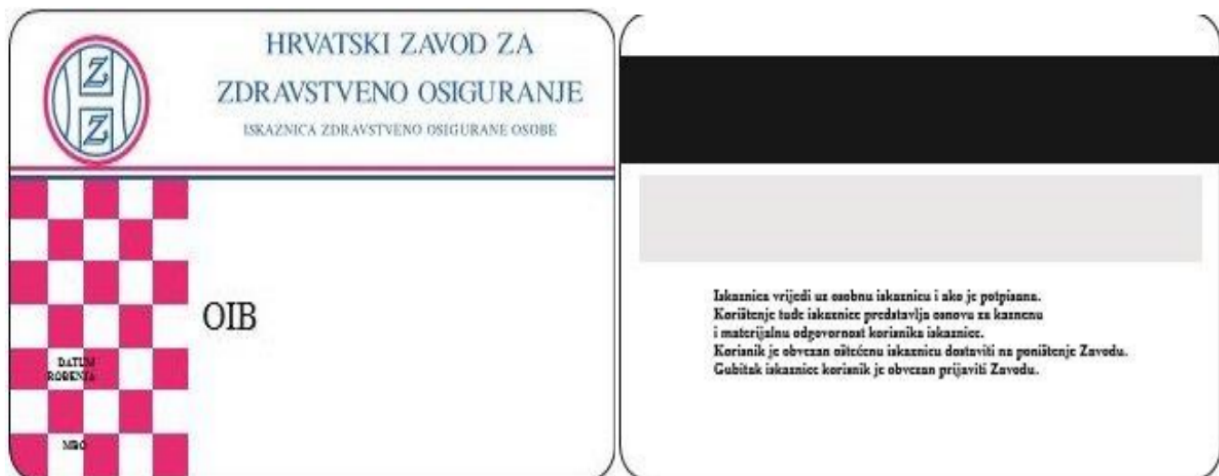 HRVATSKI ZAVOD ZA
ZDRAVSTVENO OSIGURANJE
ISKAZNICA ZDRAVSTVENO OSIGURANE OSOBE
Z
Z
OIB
DATUM
ROĐENJA
MBO
Iskaznica vrijedi uz osobnu iskaznicu i ako je potpisana.
Korištenje tuđe iskaznice predstavlja osnovu za kaznenu
i materijalnu odgovornost korisnika iskaznice.
Korisnik je obvezan oštećenu iskaznicu dostaviti na poništenje Zavodu.
Gubitak iskaznice korisnik je obvezan prijaviti Zavodu.